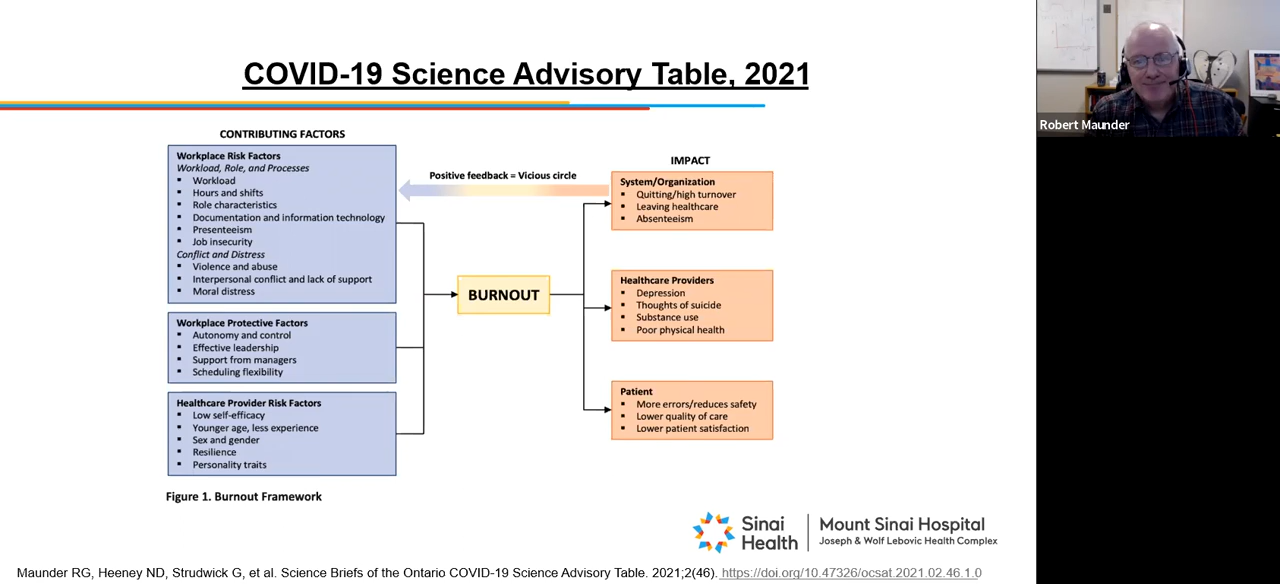 COVID-19 Science Advisory Table, 2021
Robert Maunder
CONTRIBUTING FACTORS
Workplace Risk Factors
Workload, Role, and Processes
▪ Workload
▪ Hours and shifts
▪ Role characteristics
▪ Documentation and information technology
▪ Presenteeism
▪ Job insecurity
Conflict and Distress
▪ Violence and abuse
▪ Interpersonal conflict and lack of support
▪ Moral distress
Workplace Protective Factors
▪ Autonomy and control
▪ Effective leadership
▪ Support from managers
▪ Scheduling flexibility
Healthcare Provider Risk Factors
▪ Low self-efficacy
▪ Younger age, less experience
▪ Sex and gender
▪ Resilience
▪ Personality traits
Positive feedback = Vicious circle
BURNOUT
IMPACT
System/Organization
▪ Quitting/high turnover
▪ Leaving healthcare
▪ Absenteeism
Healthcare Providers
▪ Depression
▪ Thoughts of suicide
▪ Substance use
▪ Poor physical health
Patient
▪ More errors/reduces safety
▪ Lower quality of care
▪ Lower patient satisfaction
Figure 1. Burnout Framework
Sinai
Health
Mount Sinai Hospital
Joseph & Wolf Lebovic Health Complex
Maunder RG, Heeney ND, Strudwick G, et al. Science Briefs of the Ontario COVID-19 Science Advisory Table. 2021;2(46). https://doi.org/10.47326/ocsat.2021.02.46.1.0